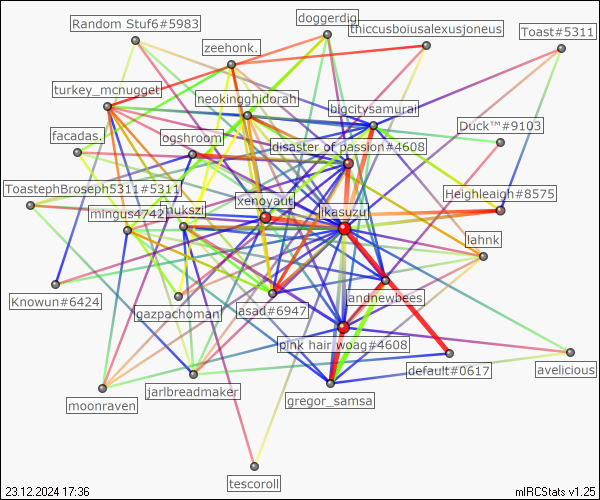 doggerdig
Random Stuf6#5983
thiccusboiusalexusjoneus
Toast#5311
zeehonk.
turkey_mcnugget
neokingghidorah
bigcitysamurai
Duck™#9103
facadas.
ogshroom
disaster of passion#4608
ToastephBroseph5311#5311
Heighleaigh#8575
xenoyaut
jkasuzu
mingus4742
mukszi
lahnk
Knowun#6424
gazpachoman
asad#6947
andnewbees
pink hair woag#4608
default#0617
avelicious
moonraven
jarlbreadmaker
gregor_samsa
tescoroll
23.12.2024 17:36
mIRCStats v1.25